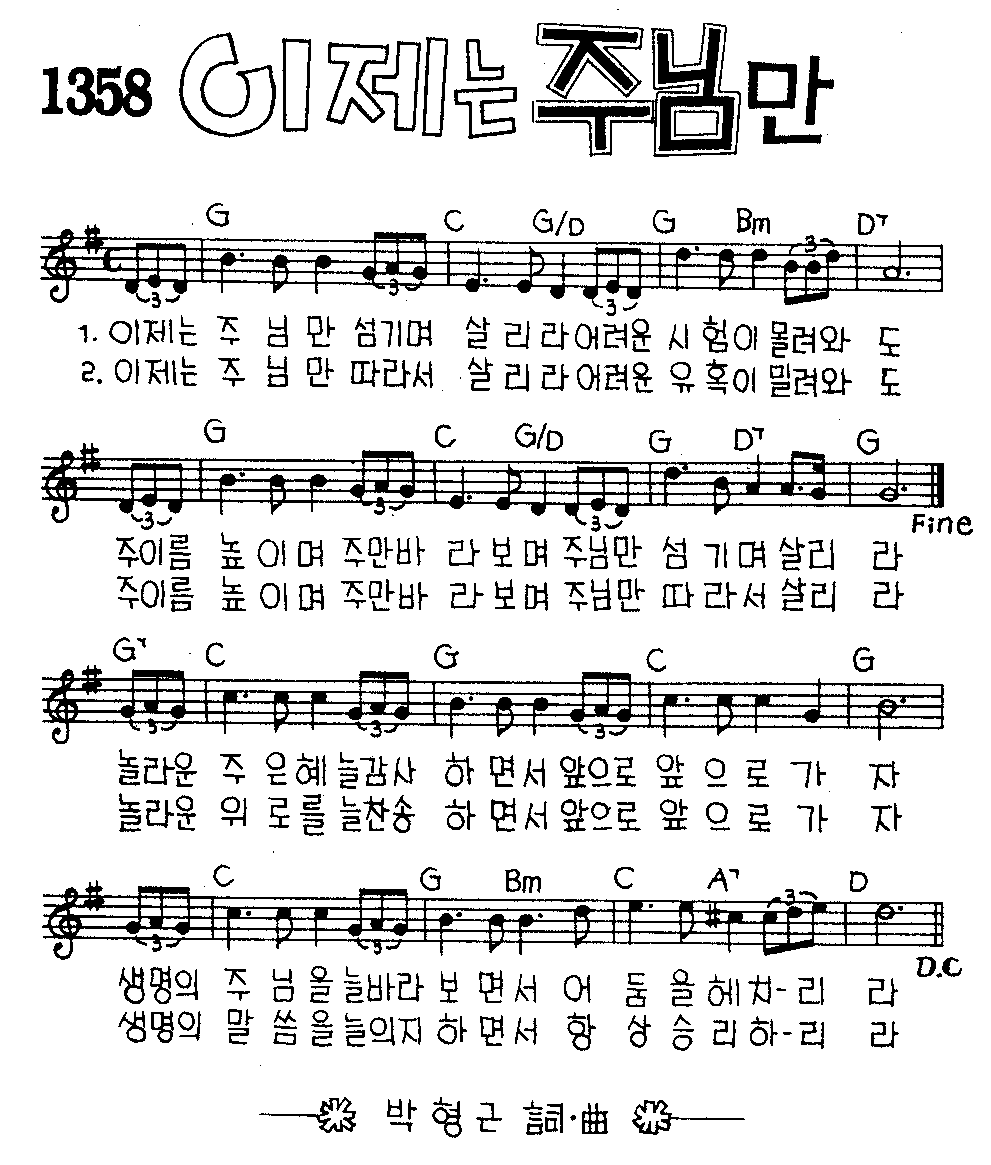 1358 이제는 주님만
G C G/D G Bm D7
1. 이제는 주 님 만 섬기며 살 리 라 어려운 시 험이 몰려와 도
2. 이제는 주 님 만 따라서 살 리 라 어려운 유 혹이 밀려와 도
G C G/D G D7 G
Fine
주이름 높 이 며 주만바 라 보 며 주님만 섬 기 며 살리 라
주이름 높 이 며 주만바 라 보 며 주님만 따 라 서 살리 라
G7 C G C G
놀라운 주 은 혜 늘감사 하 면 서 앞으로 앞 으 로 가 자
놀라운 위 로 를 늘찬송 하 면 서 앞으로 앞 으 로 가 자
C G Bm C A7 D
D.C
생명의 주 님 을 늘바라 보 면 서 어 둠 을 헤 치-리 라
생명의 말 씀 을 늘의지 하 면 서 항 상 승 리 하-리 라
박 형 근 詞·曲